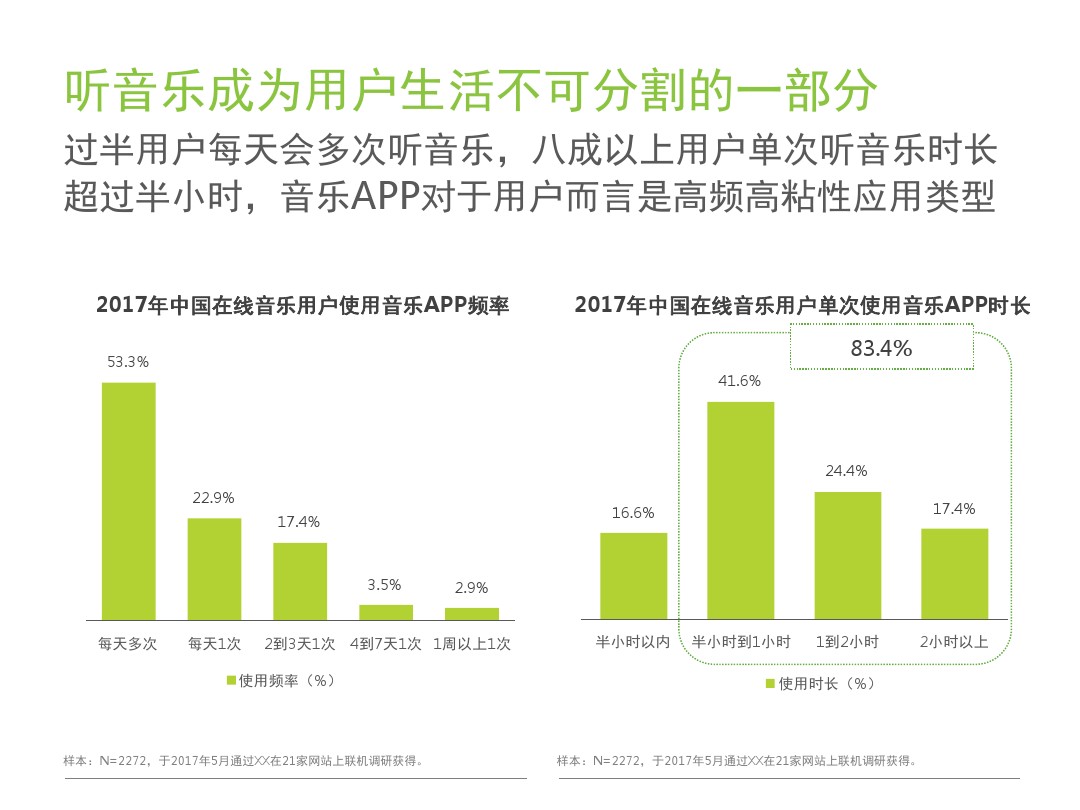 听音乐成为用户生活不可分割的一部分
过半用户每天会多次听音乐，八成以上用户单次听音乐时长
超过半小时，音乐APP对于用户而言是高频高粘性应用类型
2017年中国在线音乐用户使用音乐APP频率
53.3%
22.9%
17.4%
3.5%
2.9%
每天多次
每天1次
2到3天1次
4到7天1次
1周以上1次
使用频率（%）
样本：N=2272，于2017年5月通过XX在21家网站上联机调研获得。
2017年中国在线音乐用户单次使用音乐APP时长
83.4%
16.6%
41.6%
24.4%
17.4%
半小时以内
半小时到1小时
1到2小时
2小时以上
使用时长（%）
样本：N=2272，于2017年5月通过XX在21家网站上联机调研获得。